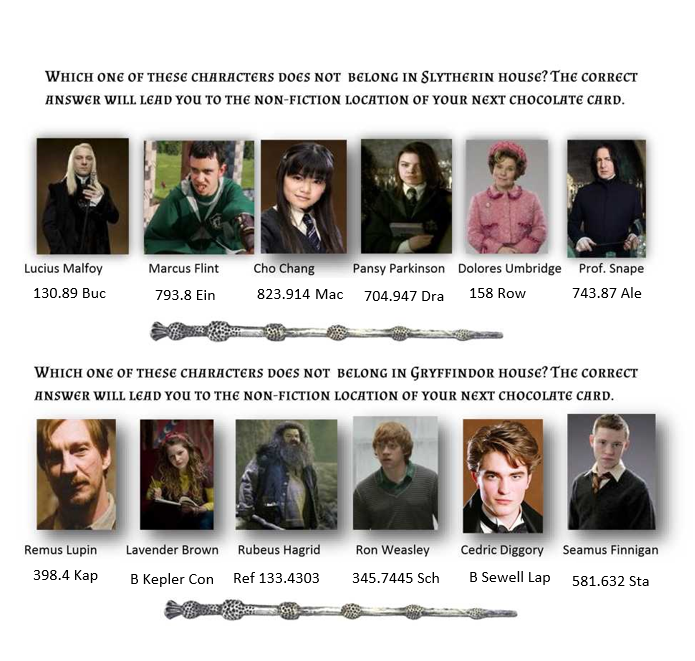 Which one of these characters does not belong in Slytherin house? The correct
answer will lead you to the non-fiction location of your next chocolate card.
Lucius Malfoy Marcus Flint Cho Chang Pansy Parkinson Dolores Umbridge Prof. Snape
130.89 Buc 793.8 Ein 823.914 Mac 704.947 Dra 158 Row 743.87 Ale
Which one of these characters does not belong in Gryffindor house? The correct
answer will lead you to the non-fiction location of your next chocolate card.
Remus Lupin Lavender Brown Rubeus Hagrid Ron Weasley Cedric Diggory Seamus Finnigan
398.4 Kap B Kepler Con Ref 133.4303 345.7445 Sch B Sewell Lap 581.632 Sta